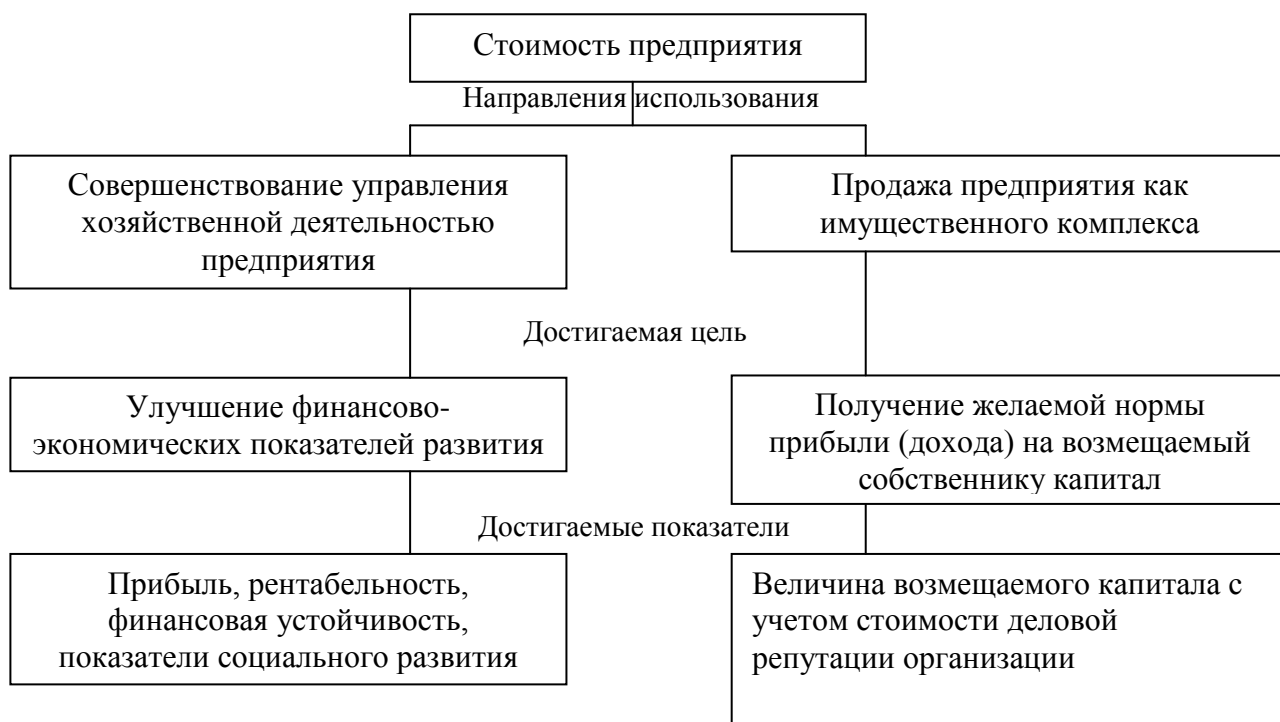 Стоимость предприятия
Направления использования
Совершенствование управления
хозяйственной деятельностью
предприятия
Продажа предприятия как
имущественного комплекса
Достигаемая цель
Улучшение финансово-
экономических показателей развития
Получение желаемой нормы
прибыли (дохода) на возмещаемый
собственнику капитал
Достигаемые показатели
Прибыль, рентабельность,
финансовая устойчивость,
показатели социального развития
Величина возмещаемого капитала с
учетом стоимости деловой
репутации организации